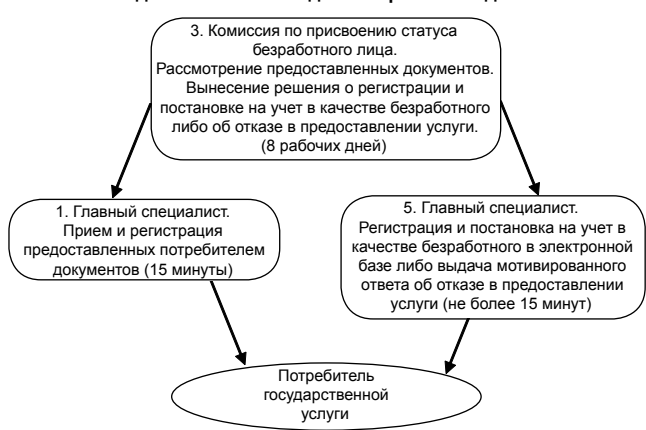 3. Комиссия по присвоению статуса
безработного лица.
Рассмотрение предоставленных документов.
Вынесение решения о регистрации и
постановке на учет в качестве безработного
либо об отказе в предоставлении услуги.
(8 рабочих дней)
1. Главный специалист.
Прием и регистрация
предоставленных потребителем
документов (15 минуты)
5. Главный специалист.
Регистрация и постановка на учет в
качестве безработного в электронной
базе либо выдача мотивированного
ответа об отказе в предоставлении
услуги (не более 15 минут)
Потребитель
государственной
услуги